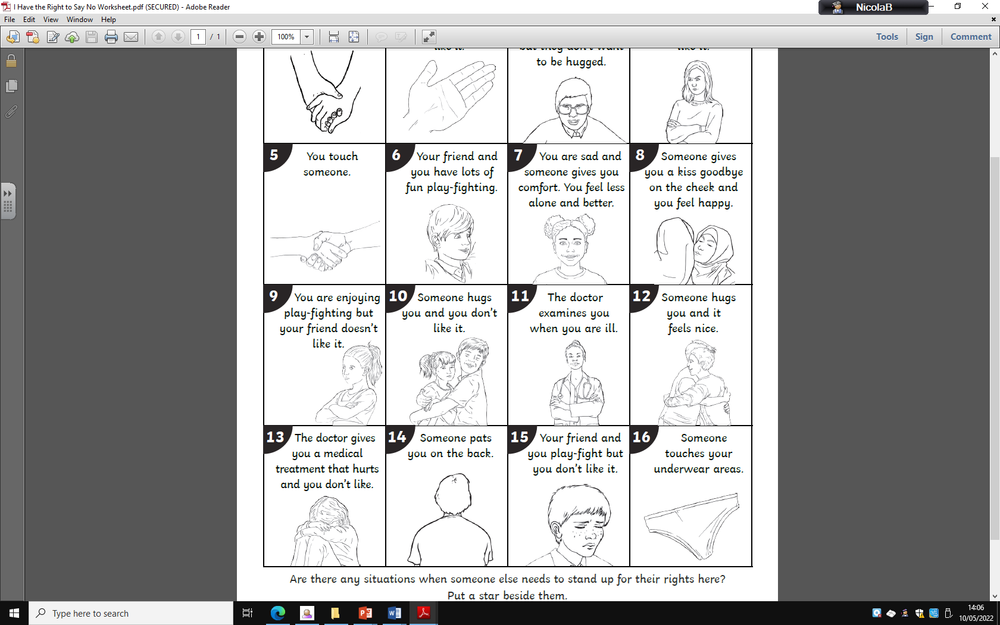 I Have the Right to Say No Worksheet.pdf (SECURED) - Adobe Reader
NicolaB
File Edit View Window Help
1 / 1
100%
Tools Sign Comment
like it.
but they don't want
to be hugged.
like it.
5
You touch
someone.
6
Your friend and
you have lots of
fun play-fighting.
7
You are sad and
someone gives you
comfort. You feel less
alone and better.
8
Someone gives
you a kiss goodbye
on the cheek and
you feel happy.
9
You are enjoying
play-fighting but
your friend doesn't
like it.
10
Someone hugs
you and you don't
like it.
11
The doctor
examines you
when you are ill.
12
Someone hugs
you and it
feels nice.
13
The doctor gives
you a medical
treatment that hurts
and you don't like.
14
Someone pats
you on the back.
15
Your friend and
you play-fight but
you don't like it.
16
Someone
touches your
underwear areas.
Are there any situations when someone else needs to stand up for their rights here?
Put a star beside them.
Type here to search
14:06
10/05/2022